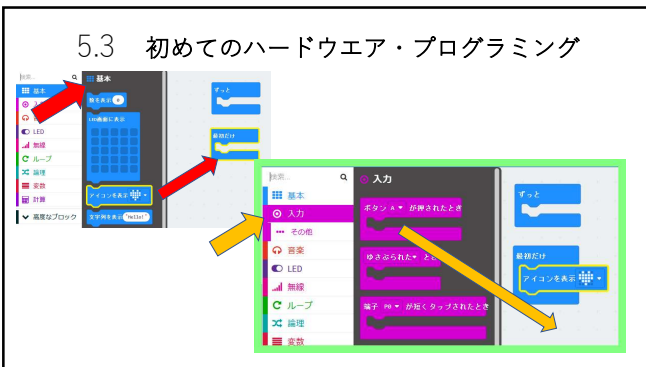 5.3 初めてのハードウエア・プログラミング
検索...
基本
音楽
LED
無線
ループ
論理
変数
計算
高度なブロック
基本
数を表示 0
LED画面に表示
アイコンを表示
文字列を表示 "Hello!"
ずっと
最初だけ
検索...
基本
入力
その他
音楽
LED
無線
ループ
論理
変数
入力
ボタン A が押されたとき
ゆさぶられた とき
端子 P0 が短くタップされたとき
ずっと
最初だけ
アイコンを表示